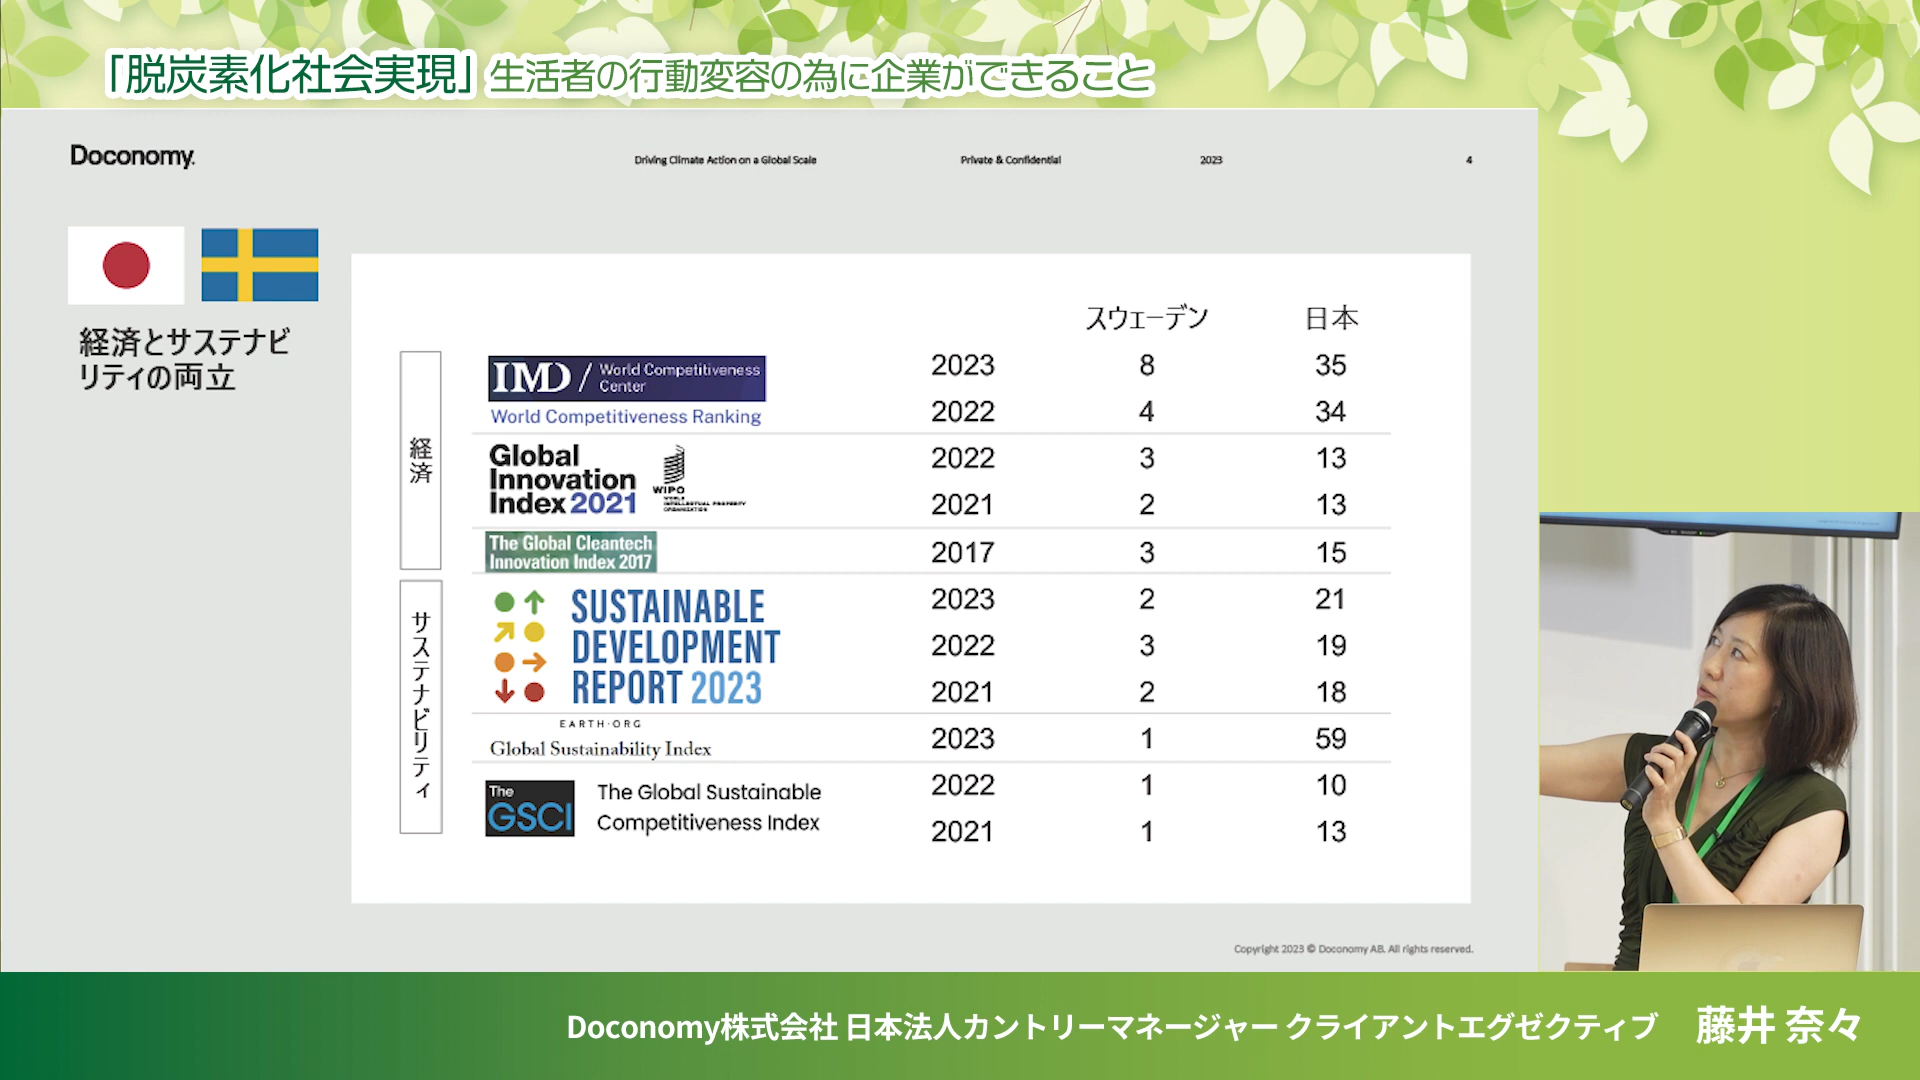 「脱炭素化社会実現」生活者の行動変容の為に企業ができること
Doconomy.
Driving Climate Action on a Global Scale
Private & Confidential
2023
4
経済とサステナビ
リティの両立
スウェーデン 日本
経済
IMD / World Competitiveness
Center
World Competitiveness Ranking
2023 8 35
2022 4 34
Global
Innovation
Index 2021
WIPO
WORLD
INTELLECTUAL PROPERTY
ORGANIZATION
2022 3 13
2021 2 13
The Global Cleantech
Innovation Index 2017
2017 3 15
サステナビリティ
SUSTAINABLE
DEVELOPMENT
REPORT 2023
2023 2 21
2022 3 19
2021 2 18
EARTH·ORG
Global Sustainability Index
2023 1 59
The
GSCI
The Global Sustainable
Competitiveness Index
2022 1 10
2021 1 13
Copyright 2023 © Doconomy AB. All rights reserved.
Doconomy株式会社 日本法人カントリーマネージャー クライアントエグゼクティブ 藤井 奈々